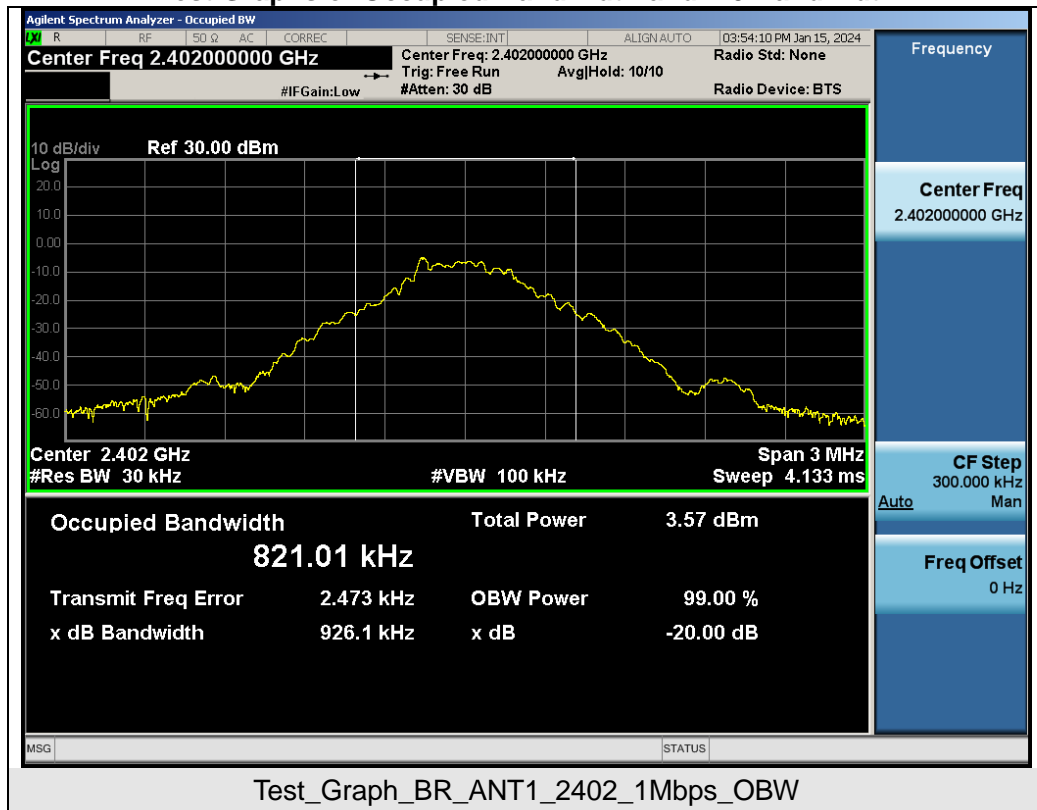 Agilent Spectrum Analyzer - Occupied BW
LXI R RF 50 Ω AC CORREC SENSE:INT ALIGN AUTO 03:54:10 PM Jan 15, 2024
Center Freq 2.402000000 GHz
Center Freq: 2.402000000 GHz Radio Std: None
Trig: Free Run Avg|Hold: 10/10
#IFGain:Low #Atten: 30 dB Radio Device: BTS
10 dB/div Ref 30.00 dBm
Log
20.0
10.0
0.00
-10.0
-20.0
-30.0
-40.0
-50.0
-60.0
Center 2.402 GHz Span 3 MHz
#Res BW 30 kHz #VBW 100 kHz Sweep 4.133 ms
Occupied Bandwidth Total Power 3.57 dBm
821.01 kHz
Transmit Freq Error 2.473 kHz OBW Power 99.00 %
x dB Bandwidth 926.1 kHz x dB -20.00 dB
MSG STATUS
Frequency
Center Freq
2.402000000 GHz
CF Step
300.000 kHz
Auto Man
Freq Offset
0 Hz
Test_Graph_BR_ANT1_2402_1Mbps_OBW